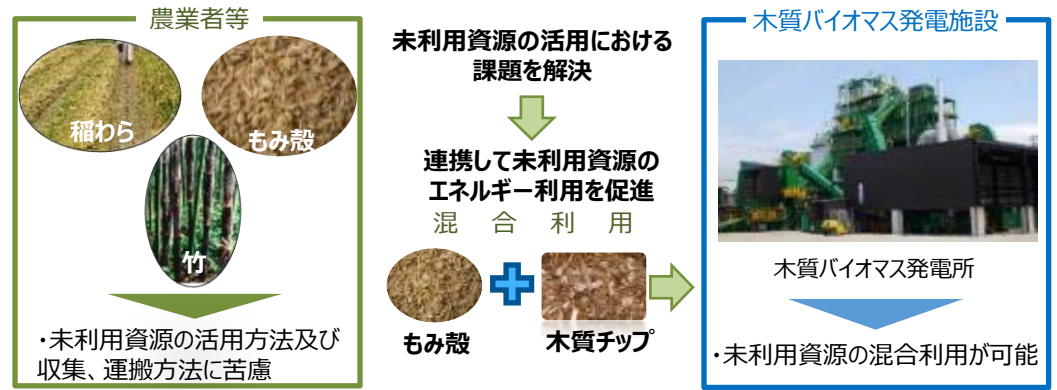 農業者等
稲わら
もみ殻
竹
・未利用資源の活用方法及び
収集、運搬方法に苦慮
未利用資源の活用における
課題を解決
連携して未利用資源の
エネルギー利用を促進
混合利用
もみ殻
木質チップ
木質バイオマス発電施設
木質バイオマス発電所
・未利用資源の混合利用が可能